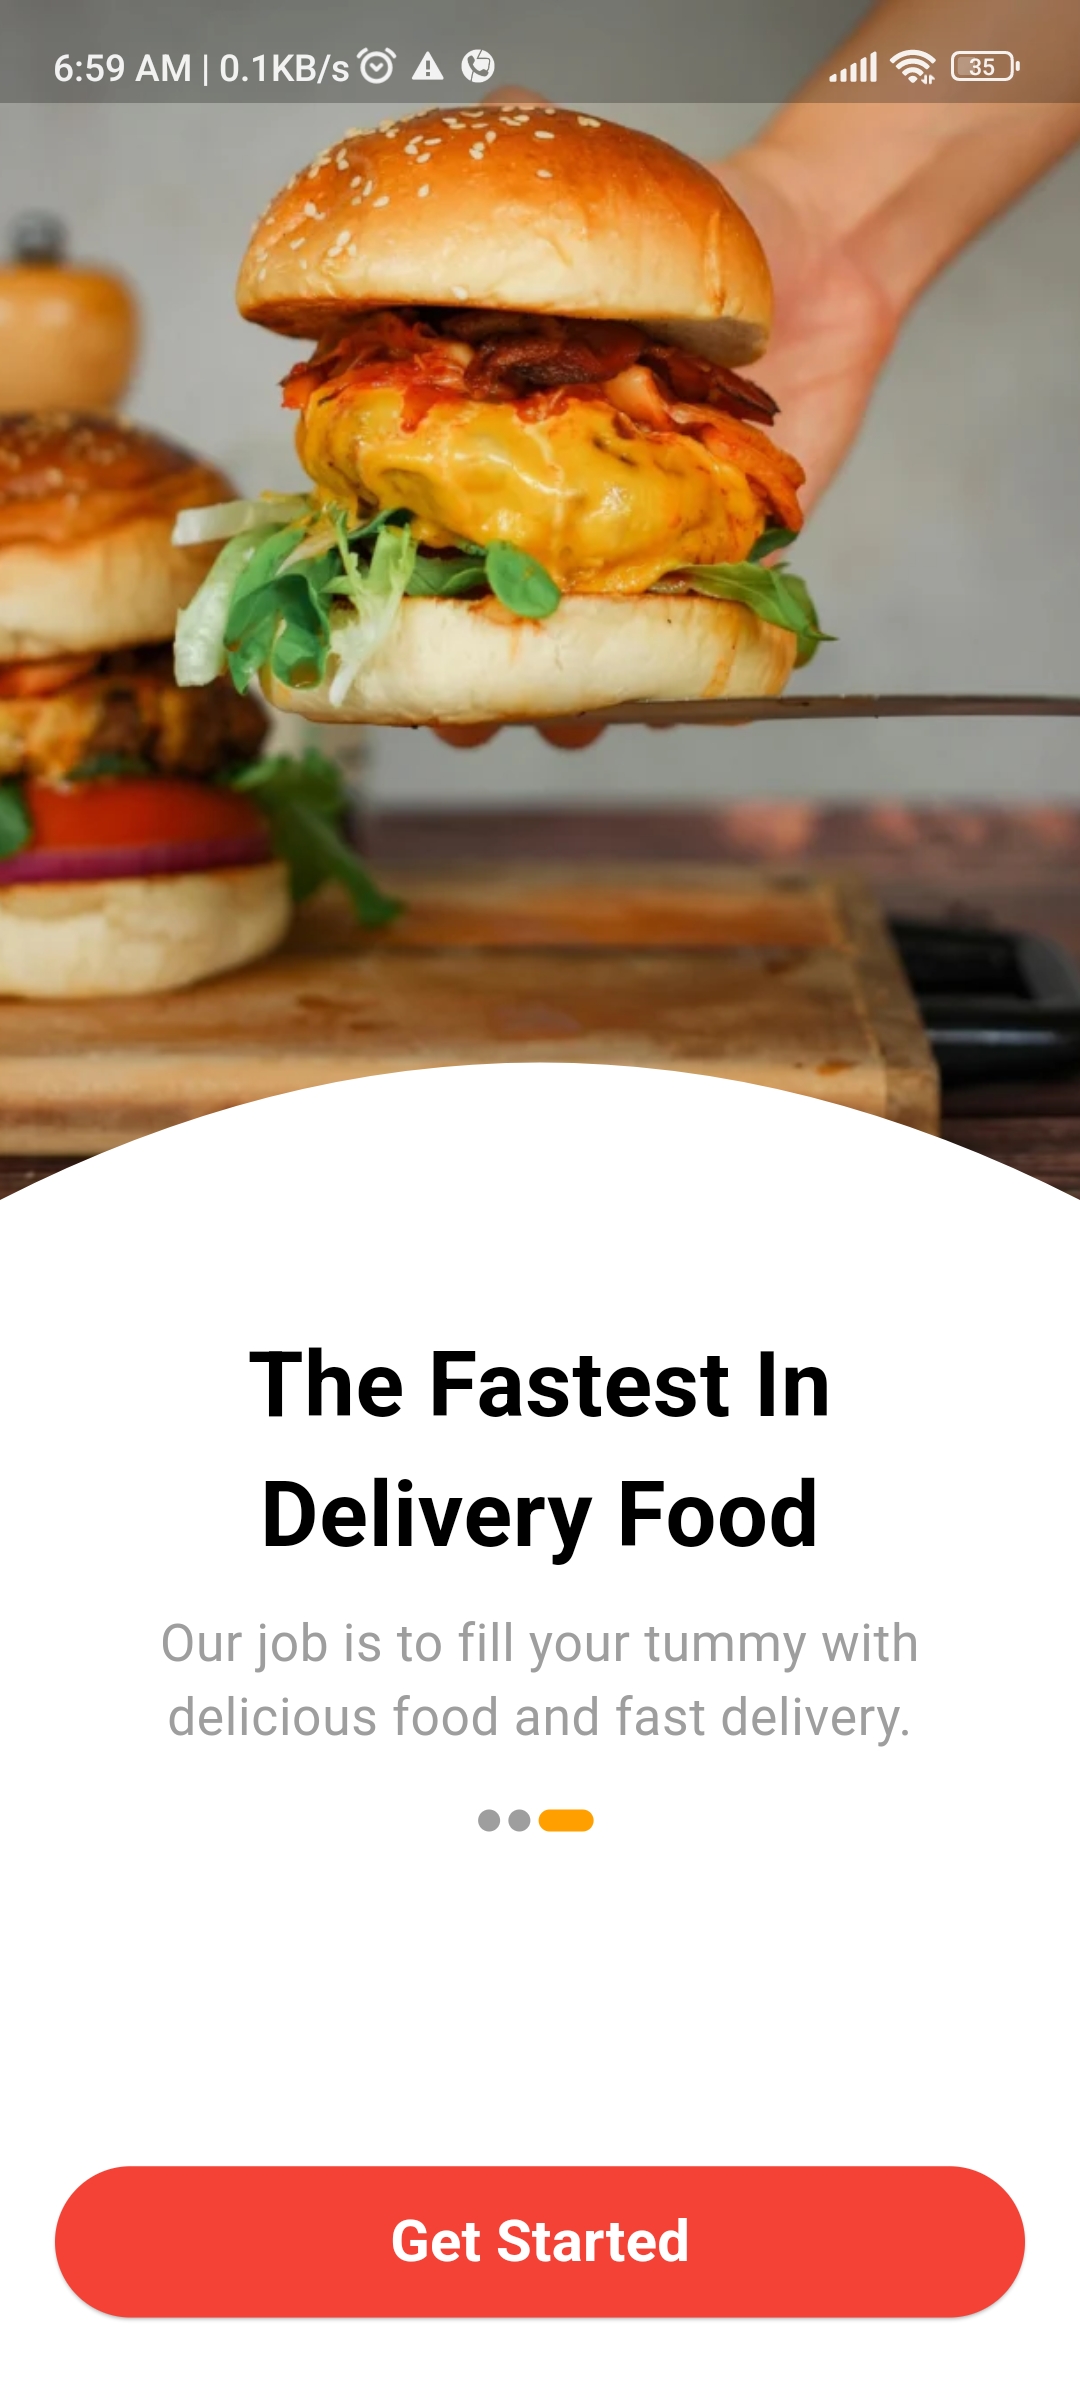 6:59 AM | 0.1KB/s
35
The Fastest In
Delivery Food
Our job is to fill your tummy with
delicious food and fast delivery.
Get Started